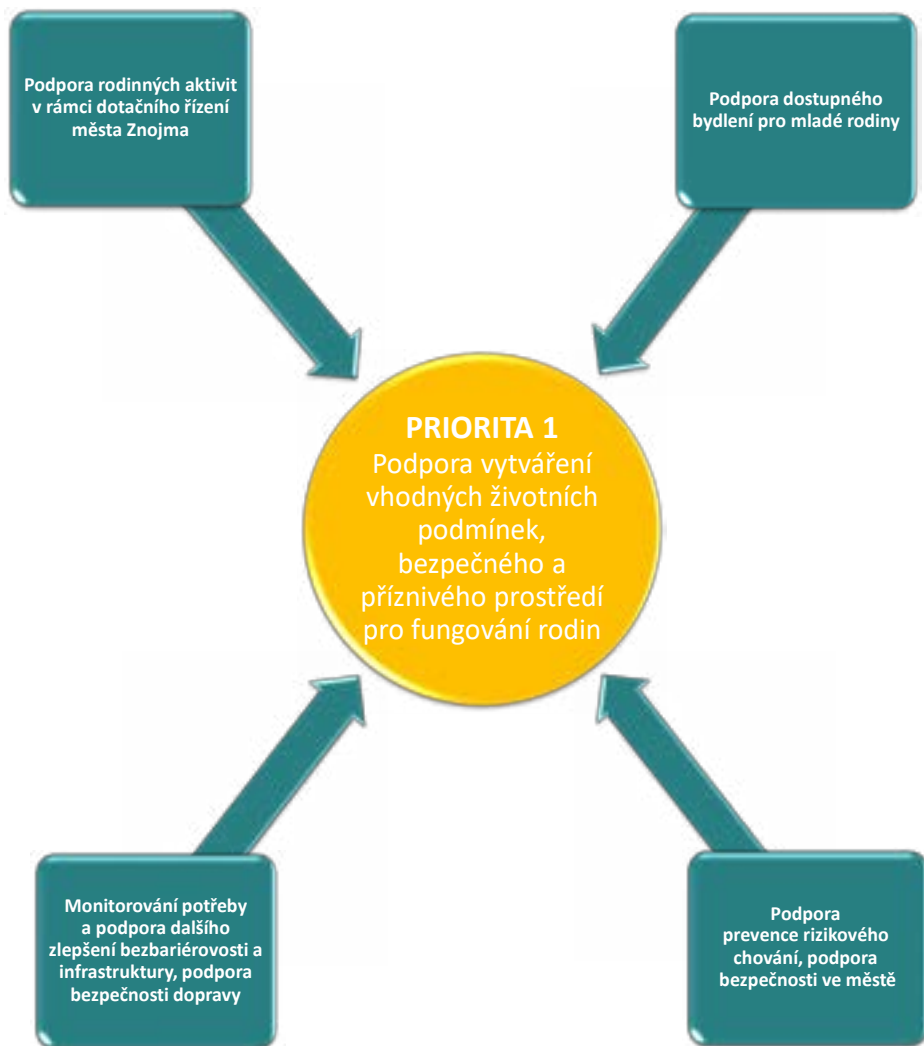 Podpora rodinných aktivit
v rámci dotačního řízení
města Znojma
Podpora dostupného
bydlení pro mladé rodiny
PRIORITA 1
Podpora vytváření
vhodných životních
podmínek,
bezpečného a
příznivého prostředí
pro fungování rodin
Monitorování potřeby
a podpora dalšího
zlepšení bezbariérovosti a
infrastruktury, podpora
bezpečnosti dopravy
Podpora
prevence rizikového
chování, podpora
bezpečnosti ve městě